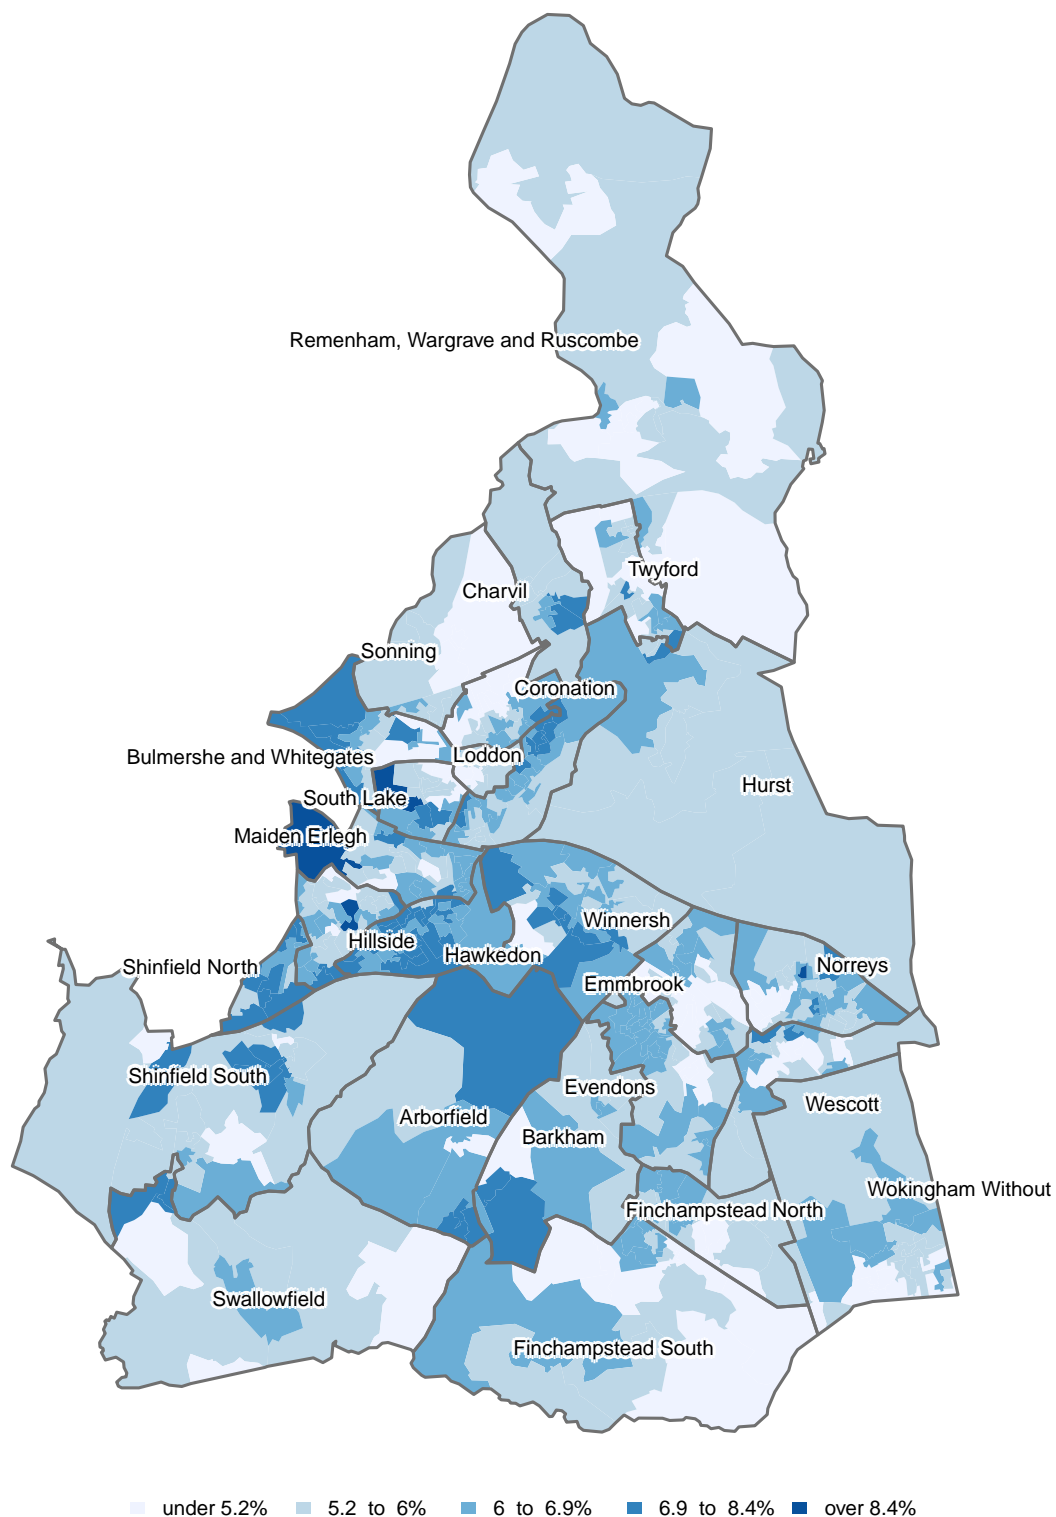 Remenham, Wargrave and Ruscombe
Twyford
Charvil
Sonning
Coronation
Bulmershe and Whitegates
Loddon
Hurst
South Lake
Maiden Erlegh
Winnersh
Hillside
Hawkedon
Shinfield North
Norreys
Emmbrook
Shinfield South
Evendons
Wescott
Arborfield
Barkham
Wokingham Without
Finchampstead North
Swallowfield
Finchampstead South
under 5.2% 5.2 to 6% 6 to 6.9% 6.9 to 8.4% over 8.4%